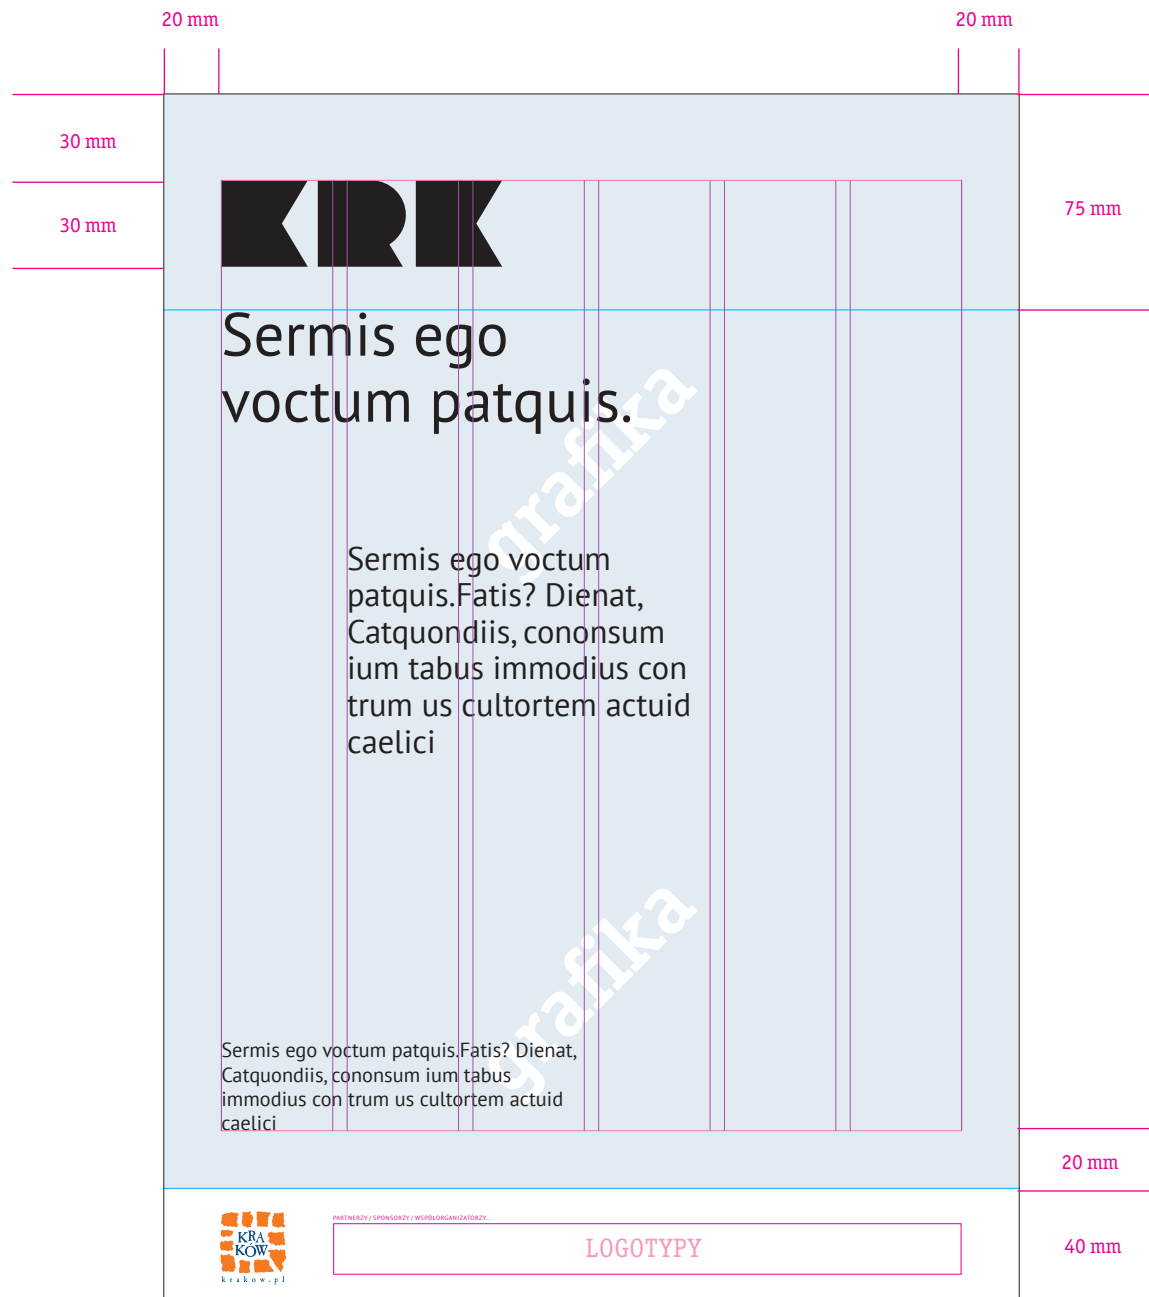 20 mm
20 mm
30 mm
30 mm
75 mm
KRK
Sermis ego
voctum patquis.
grafika
Sermis ego voctum
patquis.Fatis? Dienat,
Catquondiis, cononsum
ium tabus immodius con
trum us cultortem actuid
caelici
grafika
Sermis ego voctum patquis.Fatis? Dienat,
Catquondiis, cononsum ium tabus
immodius con trum us cultortem actuid
caelici
20 mm
PARTNERZY / SPONSORZY / WSPÓŁORGANIZATORZY...
KRA
KÓW
krakow.pl
LOGOTYPY
40 mm